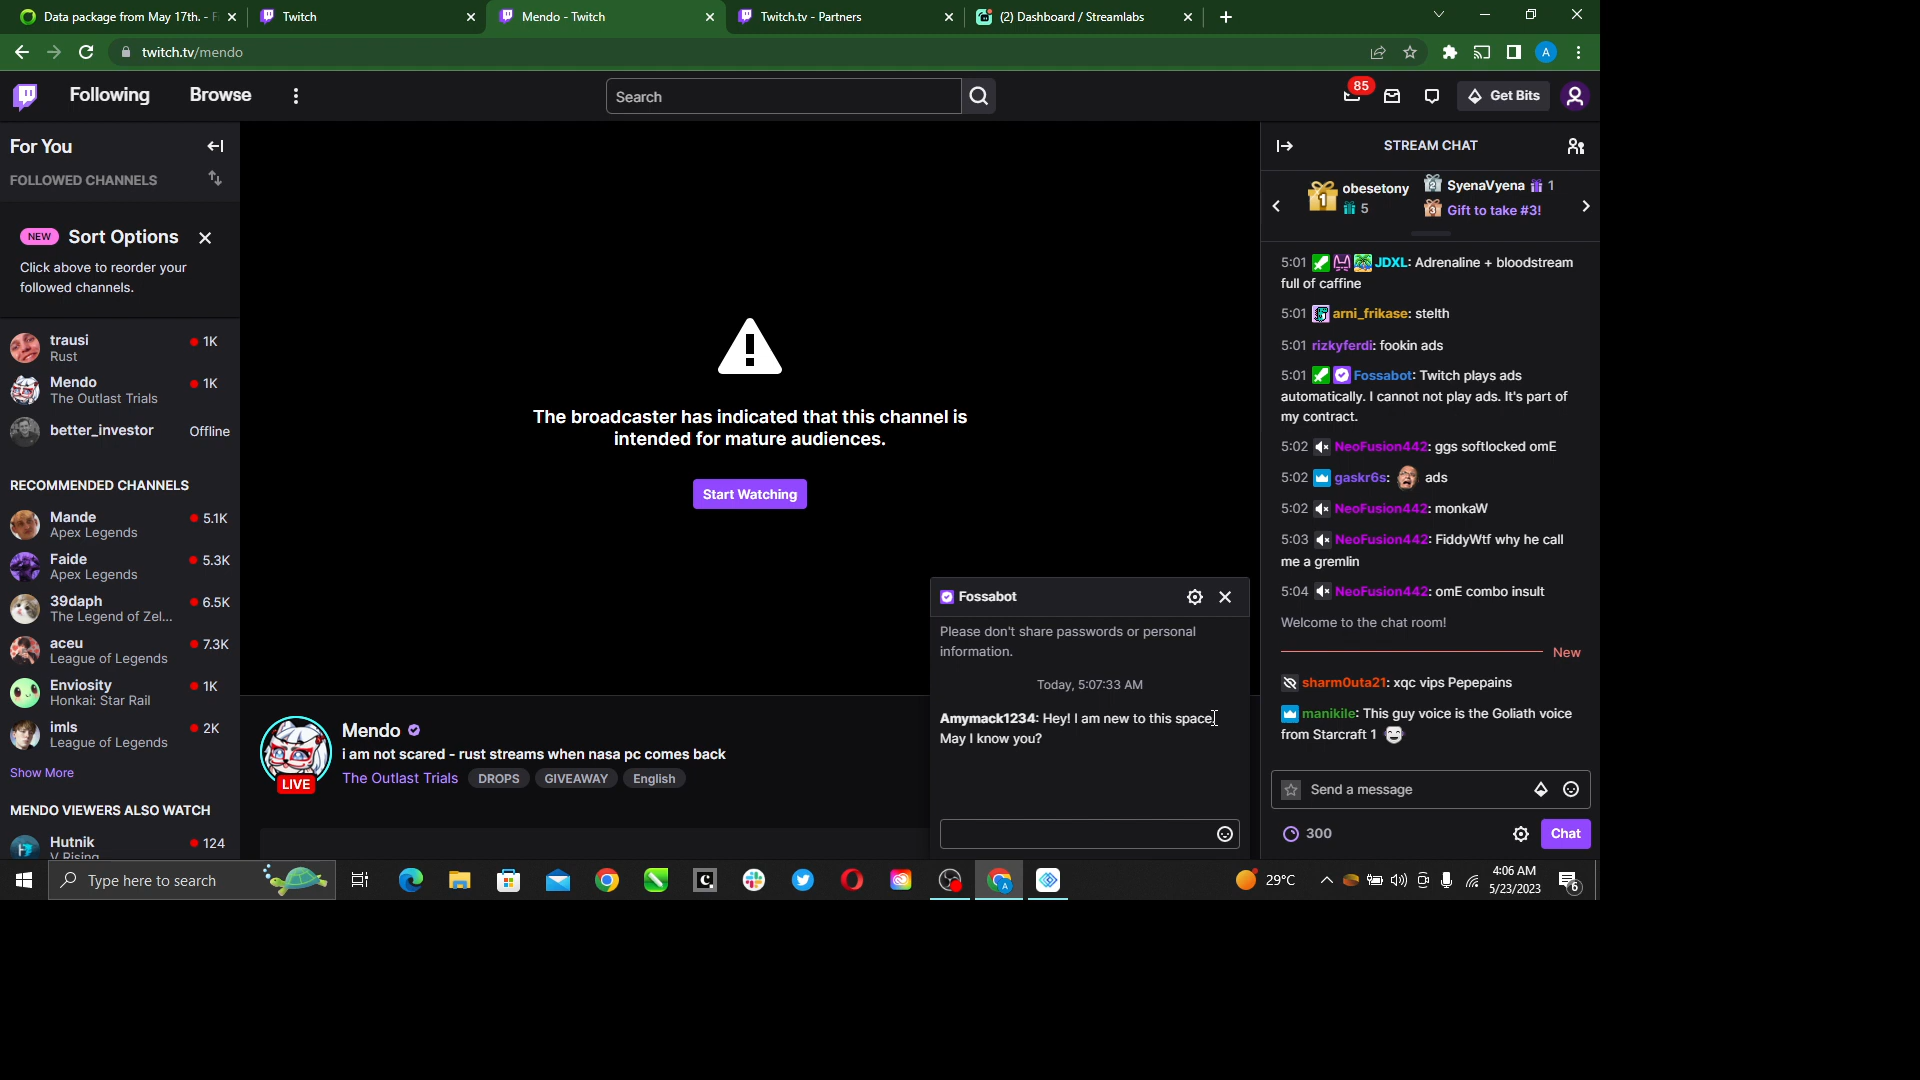 Data package from May 17th. - F
Twitch
Mendo - Twitch
Twitch.tv - Partners
(2) Dashboard / Streamlabs
twitch.tv/mendo
A
Following
Browse
Search
85
Get Bits
For You
FOLLOWED CHANNELS
NEW Sort Options
Click above to reorder your
followed channels.
trausi
1K
Rust
Mendo
1K
The Outlast Trials
better_investor
Offline
RECOMMENDED CHANNELS
Mande
5.1K
Apex Legends
Faide
5.3K
Apex Legends
39daph
6.5K
The Legend of Zel...
aceu
7.3K
League of Legends
Enviosity
1K
Honkai: Star Rail
imls
2K
League of Legends
Show More
MENDO VIEWERS ALSO WATCH
Hutnik
124
V Rising
The broadcaster has indicated that this channel is
intended for mature audiences.
Start Watching
LIVE
Mendo
i am not scared - rust streams when nasa pc comes back
The Outlast Trials DROPS GIVEAWAY English
Fossabot
Please don't share passwords or personal
information.
Today, 5:07:33 AM
Amymack1234: Hey! I am new to this space,
May I know you?
STREAM CHAT
1 obesetony
5
2 SyenaVyena 1
3 Gift to take #3!
5:01 JDXL: Adrenaline + bloodstream
full of caffine
5:01 arni_frikase: stelth
5:01 rizkyferdi: fookin ads
5:01 Fossabot: Twitch plays ads
automatically. I cannot not play ads. It's part of
my contract.
5:02 NeoFusion442: ggs softlocked omE
5:02 gaskr6s: ads
5:02 NeoFusion442: monkaW
5:03 NeoFusion442: FiddyWtf why he call
me a gremlin
5:04 NeoFusion442: omE combo insult
Welcome to the chat room!
New
sharm0uta21: xqc vips Pepepains
manikile: This guy voice is the Goliath voice
from Starcraft 1
Send a message
300
Chat
Type here to search
29°C
4:06 AM
5/23/2023
6